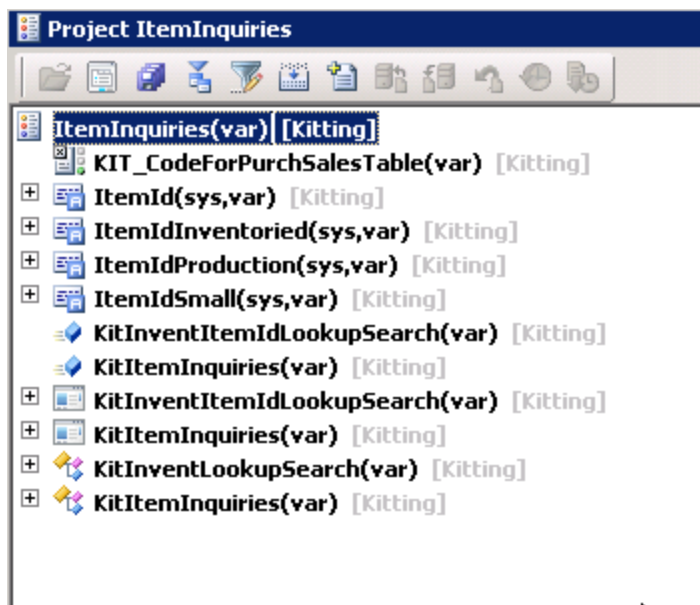 Project ItemInquiries
ItemInquiries(var) [Kitting]
KIT_CodeForPurchSalesTable(var) [Kitting]
ItemId(sys,var) [Kitting]
ItemIdInventoried(sys,var) [Kitting]
ItemIdProduction(sys,var) [Kitting]
ItemIdSmall(sys,var) [Kitting]
KitInventItemIdLookupSearch(var) [Kitting]
KitItemInquiries(var) [Kitting]
KitInventItemIdLookupSearch(var) [Kitting]
KitItemInquiries(var) [Kitting]
KitInventLookupSearch(var) [Kitting]
KitItemInquiries(var) [Kitting]